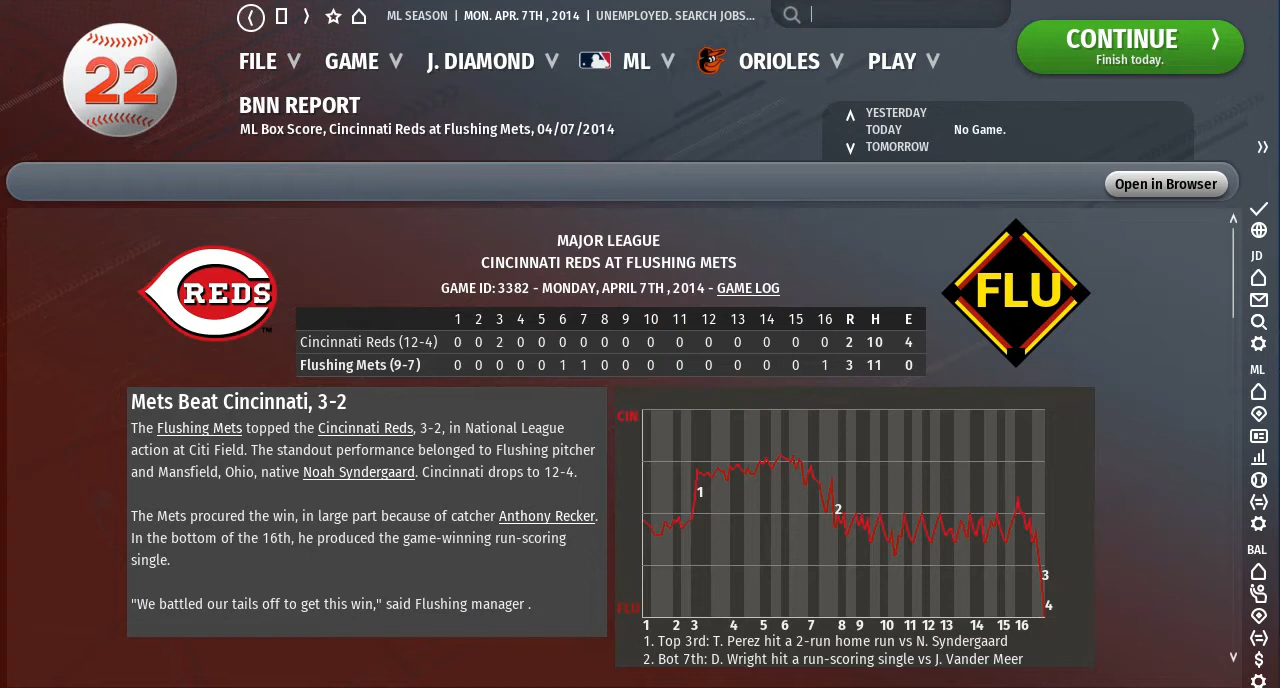 ML SEASON | MON. APR. 7TH , 2014 | UNEMPLOYED. SEARCH JOBS...
22
FILE GAME J. DIAMOND ML ORIOLES PLAY
CONTINUE
Finish today.
BNN REPORT
ML Box Score, Cincinnati Reds at Flushing Mets, 04/07/2014
YESTERDAY
TODAY No Game.
TOMORROW
Open in Browser
REDS
TM
FLU
MAJOR LEAGUE
CINCINNATI REDS AT FLUSHING METS
GAME ID: 3382 - MONDAY, APRIL 7TH , 2014 - GAME LOG
1 2 3 4 5 6 7 8 9 10 11 12 13 14 15 16 R H E
Cincinnati Reds (12-4) 0 0 2 0 0 0 0 0 0 0 0 0 0 0 0 0 2 10 4
Flushing Mets (9-7) 0 0 0 0 0 1 1 0 0 0 0 0 0 0 0 1 3 11 0
Mets Beat Cincinnati, 3-2
The Flushing Mets topped the Cincinnati Reds, 3-2, in National League
action at Citi Field. The standout performance belonged to Flushing pitcher
and Mansfield, Ohio, native Noah Syndergaard. Cincinnati drops to 12-4.
The Mets procured the win, in large part because of catcher Anthony Recker.
In the bottom of the 16th, he produced the game-winning run-scoring
single.
"We battled our tails off to get this win," said Flushing manager .
CIN
1
2
3
4
FLU
1 2 3 4 5 6 7 8 9 10 11 12 13 14 15 16
1. Top 3rd: T. Perez hit a 2-run home run vs N. Syndergaard
2. Bot 7th: D. Wright hit a run-scoring single vs J. Vander Meer
JD
ML
BAL
$